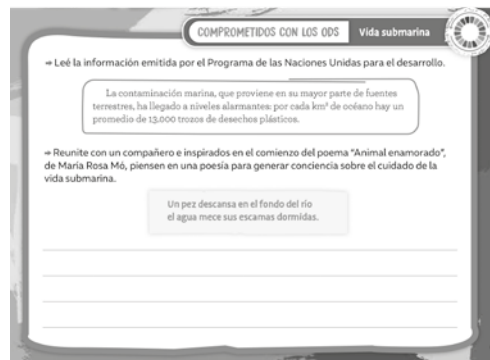 COMPROMETIDOS CON LOS ODS Vida submarina
⇒ Leé la información emitida por el Programa de las Naciones Unidas para el desarrollo.
La contaminación marina, que proviene en su mayor parte de fuentes
terrestres, ha llegado a niveles alarmantes: por cada km² de océano hay un
promedio de 13.000 trozos de desechos plásticos.
⇒ Reunite con un compañero e inspirados en el comienzo del poema “Animal enamorado”,
de María Rosa Mó, piensen en una poesía para generar conciencia sobre el cuidado de la
vida submarina.
Un pez descansa en el fondo del río
el agua mece sus escamas dormidas.